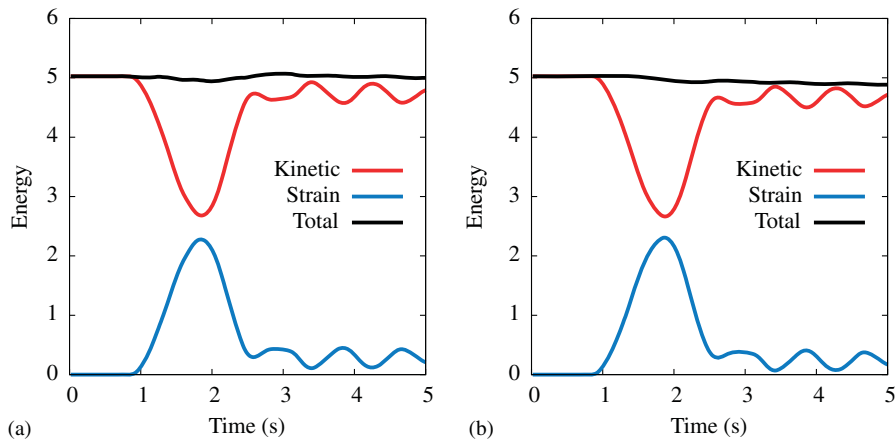 6
5
4
3
2
1
0
Energy
Kinetic
Strain
Total
0 1 2 3 4 5
Time (s)
(a)
6
5
4
3
2
1
0
Energy
Kinetic
Strain
Total
0 1 2 3 4 5
Time (s)
(b)